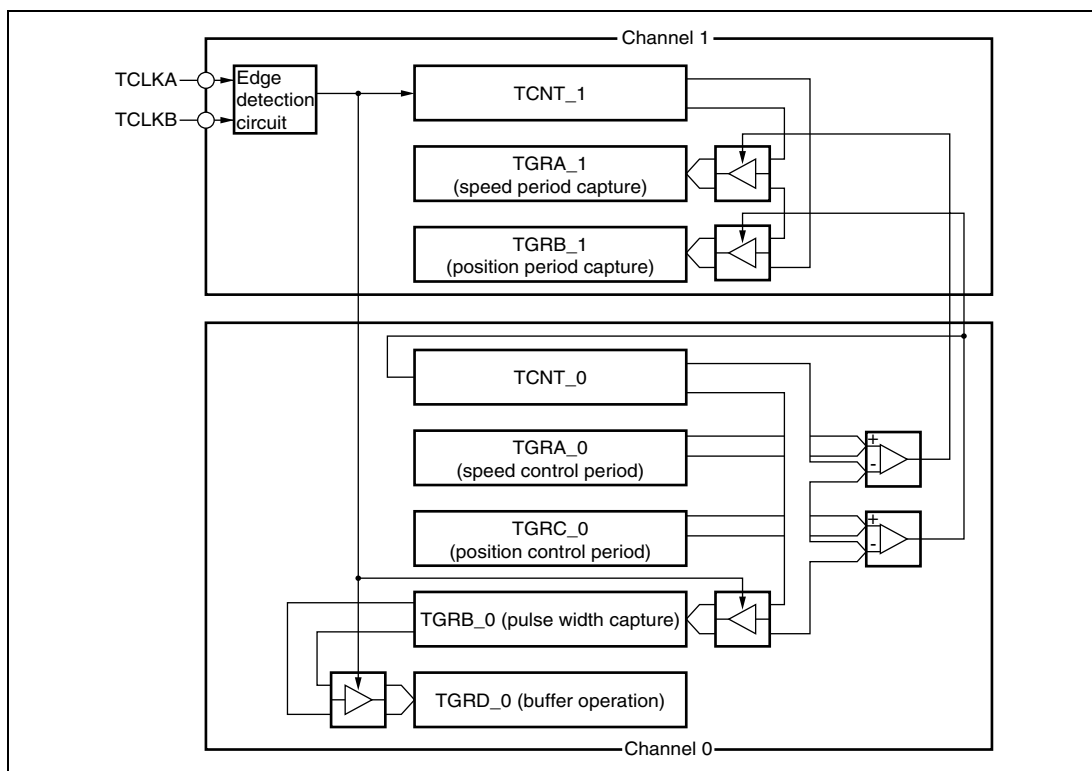 Channel 1
TCLKA
TCLKB
Edge
detection
circuit
TCNT_1
TGRA_1
(speed period capture)
TGRB_1
(position period capture)
TCNT_0
TGRA_0
(speed control period)
+
-
TGRC_0
(position control period)
+
-
TGRB_0 (pulse width capture)
TGRD_0 (buffer operation)
Channel 0